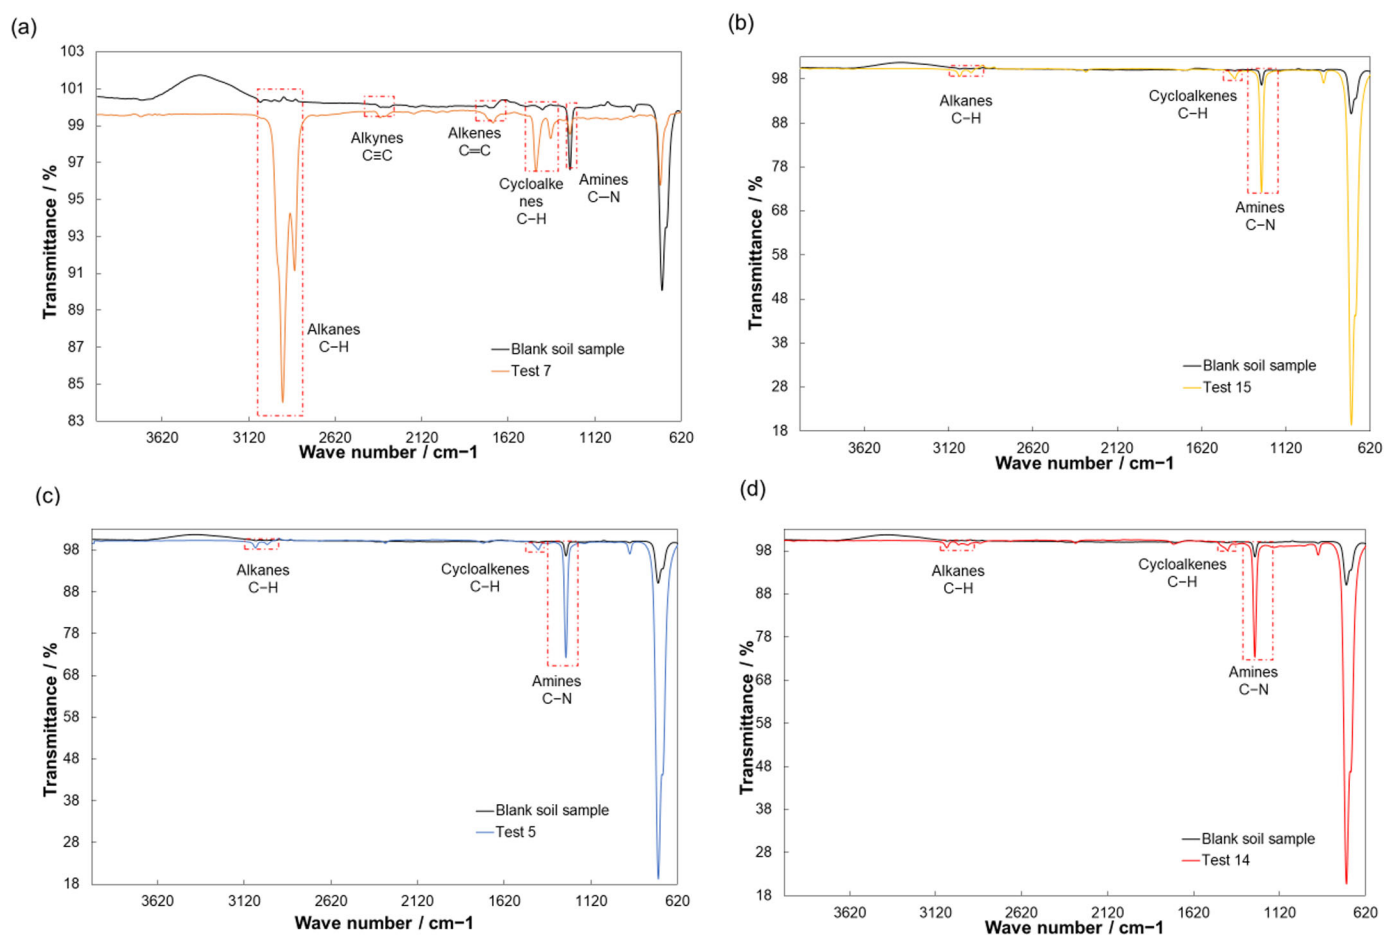 (a)
103
101
99
97
95
93
91
89
87
85
83
Transmittance / %
Alkynes
C≡C
Alkenes
C=C
Cycloalke
nes
C−H
Amines
C−N
Alkanes
C−H
Blank soil sample
Test 7
3620 3120 2620 2120 1620 1120 620
Wave number / cm−1
(b)
98
88
78
68
58
48
38
28
18
Transmittance / %
Alkanes
C−H
Cycloalkenes
C−H
Amines
C−N
Blank soil sample
Test 15
3620 3120 2620 2120 1620 1120 620
Wave number / cm−1
(c)
98
88
78
68
58
48
38
28
18
Transmittance / %
Alkanes
C−H
Cycloalkenes
C−H
Amines
C−N
Blank soil sample
Test 5
3620 3120 2620 2120 1620 1120 620
Wave number / cm−1
(d)
98
88
78
68
58
48
38
28
18
Transmittance / %
Alkanes
C−H
Cycloalkenes
C−H
Amines
C−N
Blank soil sample
Test 14
3620 3120 2620 2120 1620 1120 620
Wave number / cm−1